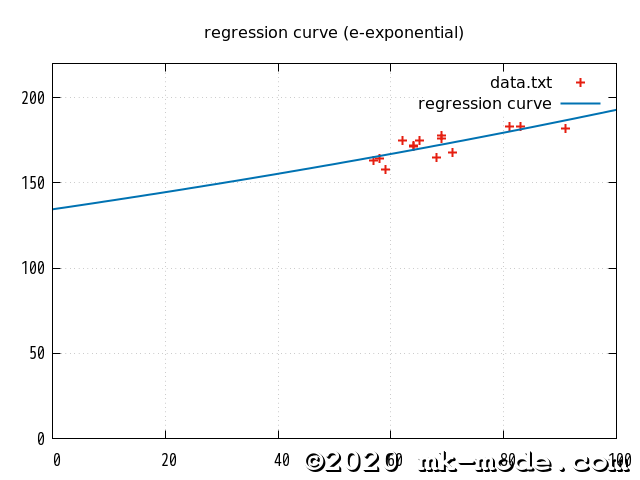 regression curve (e-exponential)
data.txt
regression curve
200
150
100
50
0
0 20 40 60 80 100
©2020 mk-mode.com